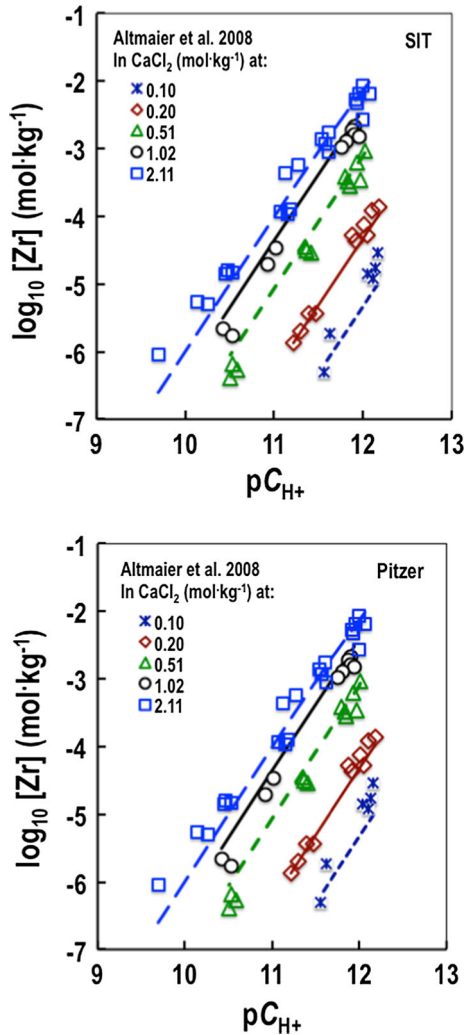 -1
Altmaier et al. 2008
SIT
In CaCl₂ (mol·kg⁻¹) at:
0.10
-2
0.20
0.51
-3
1.02
2.11
-4
-5
-6
-7
log₁₀ [Zr] (mol·kg⁻¹)
9 10 11 12 13
pC_H+
-1
Altmaier et al. 2008
Pitzer
In CaCl₂ (mol·kg⁻¹) at:
0.10
-2
0.20
0.51
-3
1.02
2.11
-4
-5
-6
-7
log₁₀ [Zr] (mol·kg⁻¹)
9 10 11 12 13
pC_H+